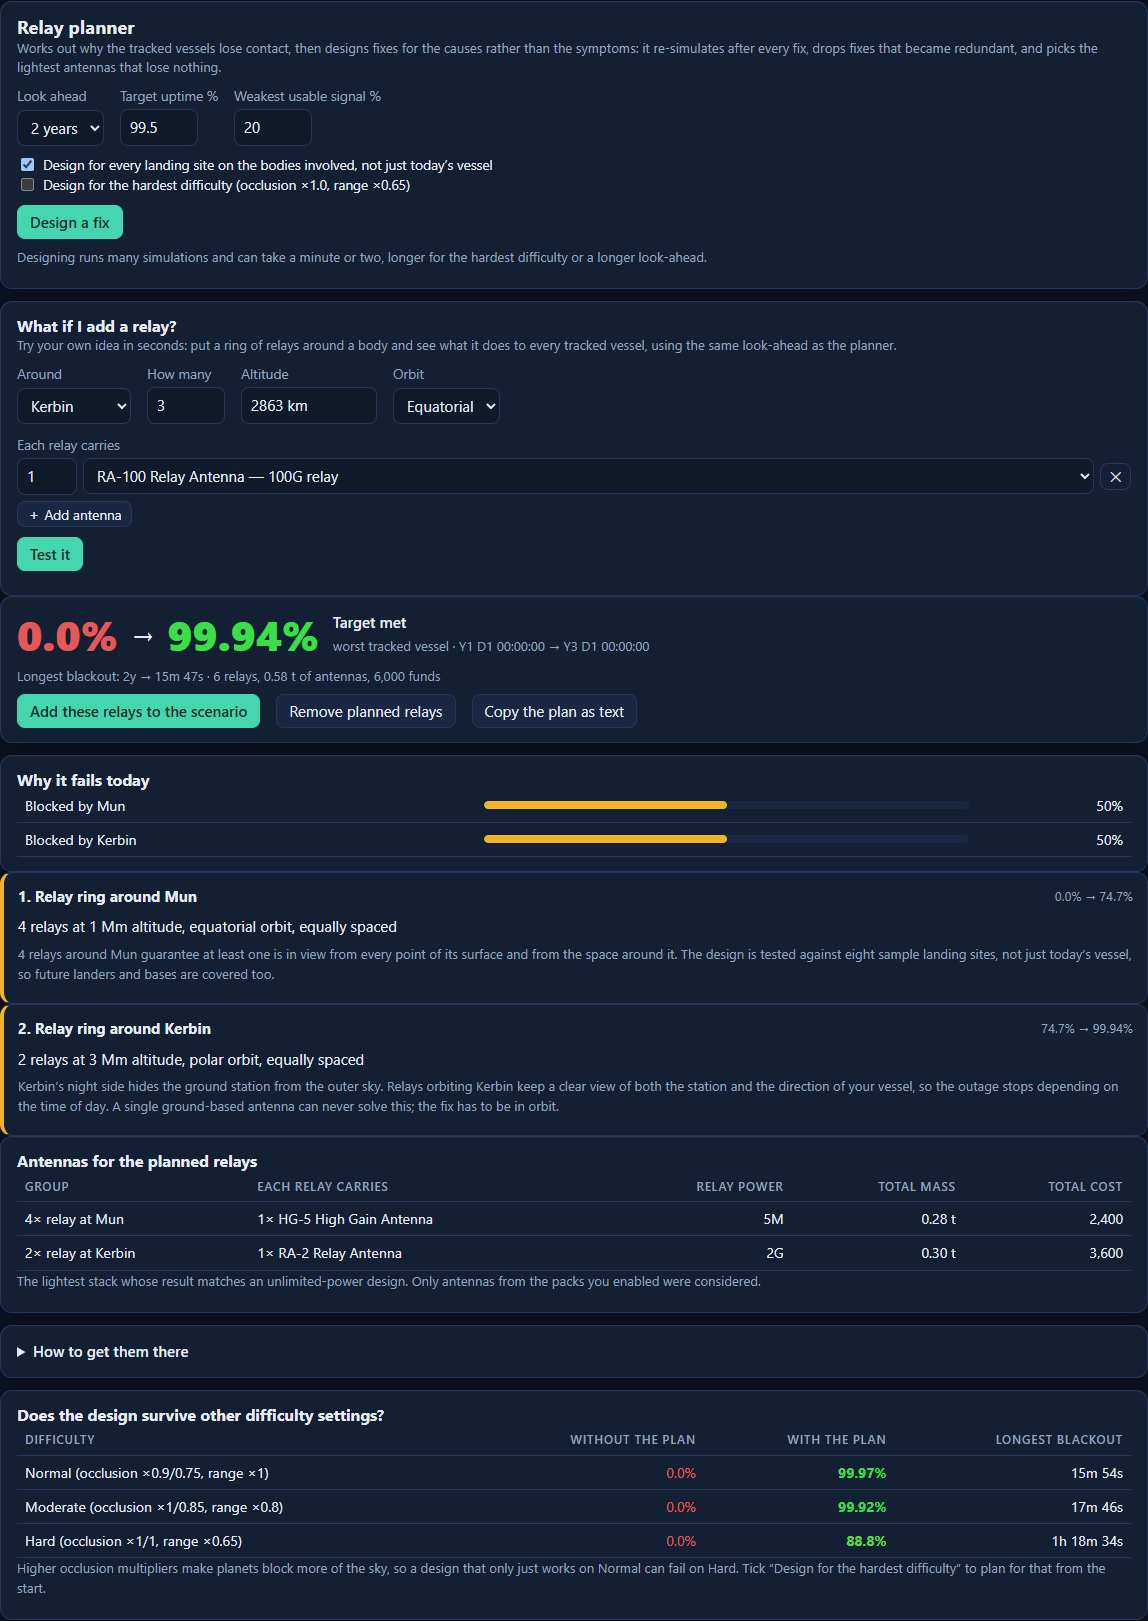 Relay planner
Works out why the tracked vessels lose contact, then designs fixes for the causes rather than the symptoms: it re-simulates after every fix, drops fixes that became redundant, and picks the
lightest antennas that lose nothing.
Look ahead Target uptime % Weakest usable signal %
2 years 99.5 20
Design for every landing site on the bodies involved, not just today's vessel
Design for the hardest difficulty (occlusion ×1.0, range ×0.65)
Design a fix
Designing runs many simulations and can take a minute or two, longer for the hardest difficulty or a longer look-ahead.
What if I add a relay?
Try your own idea in seconds: put a ring of relays around a body and see what it does to every tracked vessel, using the same look-ahead as the planner.
Around How many Altitude Orbit
Kerbin 3 2863 km Equatorial
Each relay carries
1 RA-100 Relay Antenna — 100G relay ×
+ Add antenna
Test it
0.0% → 99.94% Target met
worst tracked vessel · Y1 D1 00:00:00 → Y3 D1 00:00:00
Longest blackout: 2y → 15m 47s · 6 relays, 0.58 t of antennas, 6,000 funds
Add these relays to the scenario Remove planned relays Copy the plan as text
Why it fails today
Blocked by Mun 50%
Blocked by Kerbin 50%
1. Relay ring around Mun 0.0% → 74.7%
4 relays at 1 Mm altitude, equatorial orbit, equally spaced
4 relays around Mun guarantee at least one is in view from every point of its surface and from the space around it. The design is tested against eight sample landing sites, not just today's vessel,
so future landers and bases are covered too.
2. Relay ring around Kerbin 74.7% → 99.94%
2 relays at 3 Mm altitude, polar orbit, equally spaced
Kerbin's night side hides the ground station from the outer sky. Relays orbiting Kerbin keep a clear view of both the station and the direction of your vessel, so the outage stops depending on
the time of day. A single ground-based antenna can never solve this; the fix has to be in orbit.
Antennas for the planned relays
GROUP EACH RELAY CARRIES RELAY POWER TOTAL MASS TOTAL COST
4× relay at Mun 1× HG-5 High Gain Antenna 5M 0.28 t 2,400
2× relay at Kerbin 1× RA-2 Relay Antenna 2G 0.30 t 3,600
The lightest stack whose result matches an unlimited-power design. Only antennas from the packs you enabled were considered.
▶ How to get them there
Does the design survive other difficulty settings?
DIFFICULTY WITHOUT THE PLAN WITH THE PLAN LONGEST BLACKOUT
Normal (occlusion ×0.9/0.75, range ×1) 0.0% 99.97% 15m 54s
Moderate (occlusion ×1/0.85, range ×0.8) 0.0% 99.92% 17m 46s
Hard (occlusion ×1/1, range ×0.65) 0.0% 88.8% 1h 18m 34s
Higher occlusion multipliers make planets block more of the sky, so a design that only just works on Normal can fail on Hard. Tick "Design for the hardest difficulty" to plan for that from the
start.